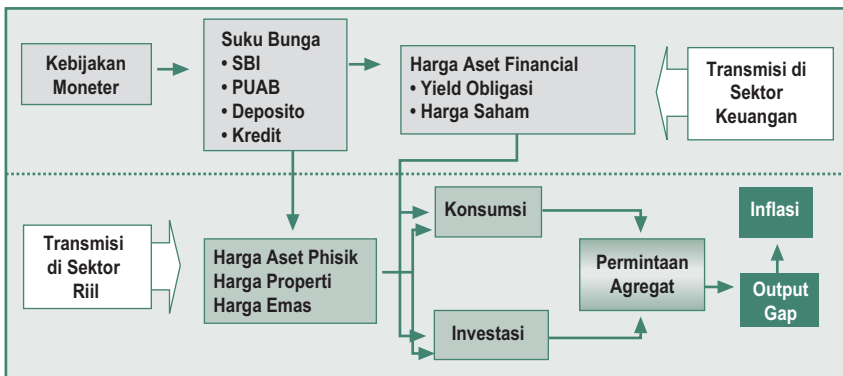 Kebijakan
Moneter
Suku Bunga
• SBI
• PUAB
• Deposito
• Kredit
Harga Aset Financial
• Yield Obligasi
• Harga Saham
Transmisi di
Sektor
Keuangan
Transmisi
di Sektor
Riil
Harga Aset Phisik
Harga Properti
Harga Emas
Konsumsi
Investasi
Permintaan
Agregat
Inflasi
Output
Gap